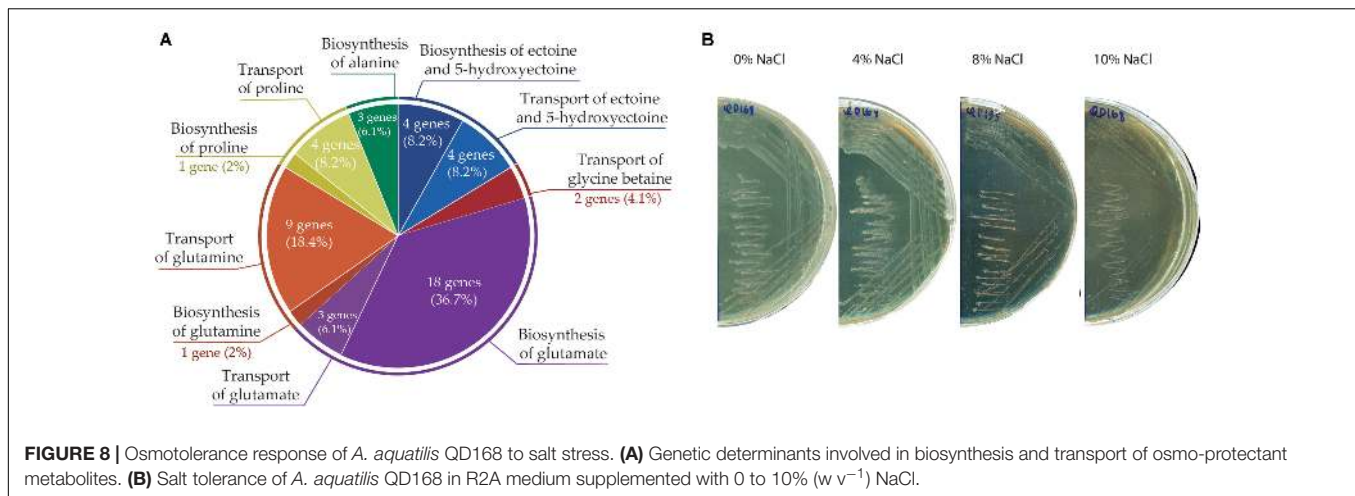 A
Biosynthesis
of alanine
Biosynthesis of ectoine
and 5-hydroxyectoine
Transport
of proline
Transport of ectoine
and 5-hydroxyectoine
Biosynthesis
of proline
1 gene (2%)
3 genes
(6.1%)
4 genes
(8.2%)
4 genes
(8.2%)
4 genes
(8.2%)
Transport of
glycine betaine
2 genes (4.1%)
9 genes
(18.4%)
Transport
of glutamine
18 genes
(36.7%)
Biosynthesis
of glutamine
1 gene (2%)
3 genes
(6.1%)
Biosynthesis
of glutamate
Transport
of glutamate
B
0% NaCl
4% NaCl
8% NaCl
10% NaCl
QD168
QD168
FIGURE 8 | Osmotolerance response of A. aquatilis QD168 to salt stress. (A) Genetic determinants involved in biosynthesis and transport of osmo-protectant
metabolites. (B) Salt tolerance of A. aquatilis QD168 in R2A medium supplemented with 0 to 10% (w v−1) NaCl.